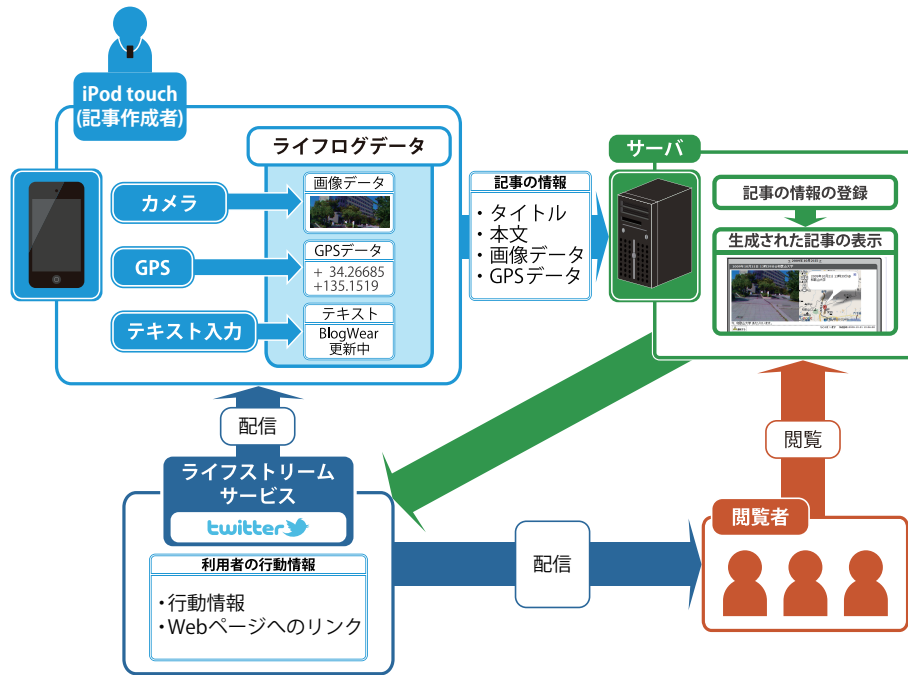 iPod touch
(記事作成者)
ライフログデータ
カメラ
画像データ
GPS
GPSデータ
+ 34.26685
+135.1519
テキスト入力
テキスト
BlogWear
更新中
記事の情報
・タイトル
・本文
・画像データ
・GPSデータ
サーバ
記事の情報の登録
生成された記事の表示
配信
ライフストリーム
サービス
twitter
利用者の行動情報
・行動情報
・Webページへのリンク
配信
閲覧
閲覧者